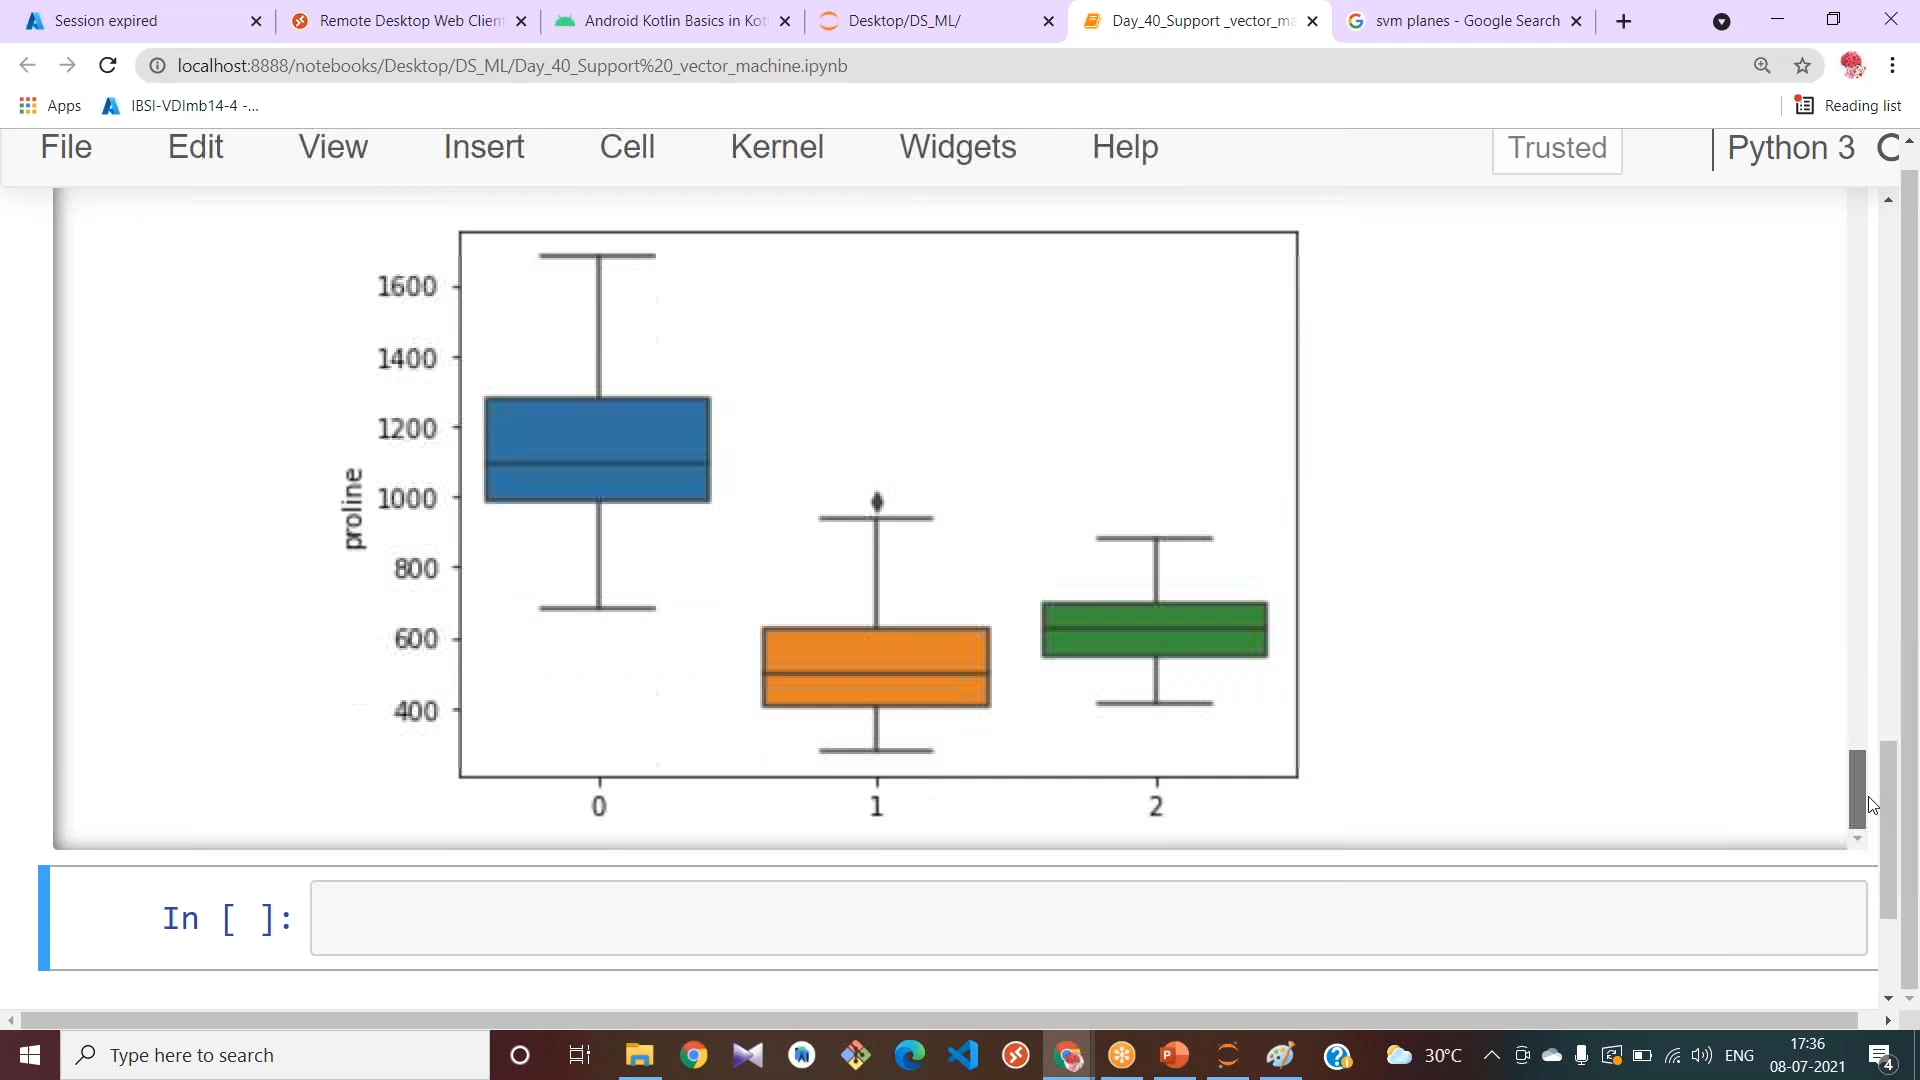 Session expired
Remote Desktop Web Client
Android Kotlin Basics in Kot
Desktop/DS_ML/
Day_40_Support _vector_ma
svm planes - Google Search
localhost:8888/notebooks/Desktop/DS_ML/Day_40_Support%20_vector_machine.ipynb
Apps
IBSI-VDImb14-4 -...
Reading list
File Edit View Insert Cell Kernel Widgets Help
Trusted
Python 3
1600
1400
1200
1000
800
600
400
proline
0 1 2
In [ ]:
Type here to search
30°C
ENG
17:36
08-07-2021
4